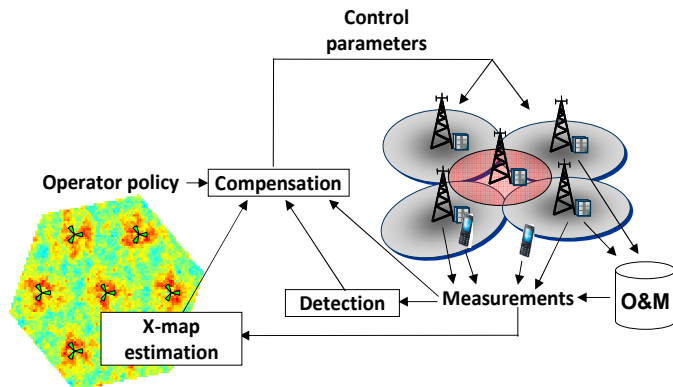 Control
parameters
Operator policy
Compensation
Detection
Measurements
O&M
X-map
estimation